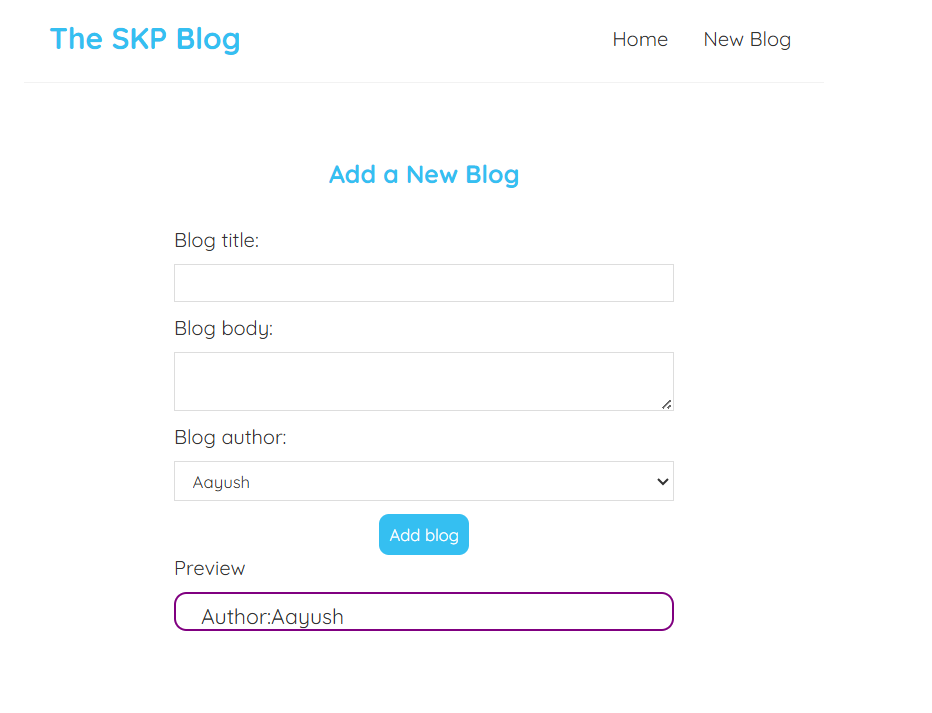 The SKP Blog
Home New Blog
Add a New Blog
Blog title:
Blog body:
Blog author:
Aayush
Add blog
Preview
Author:Aayush